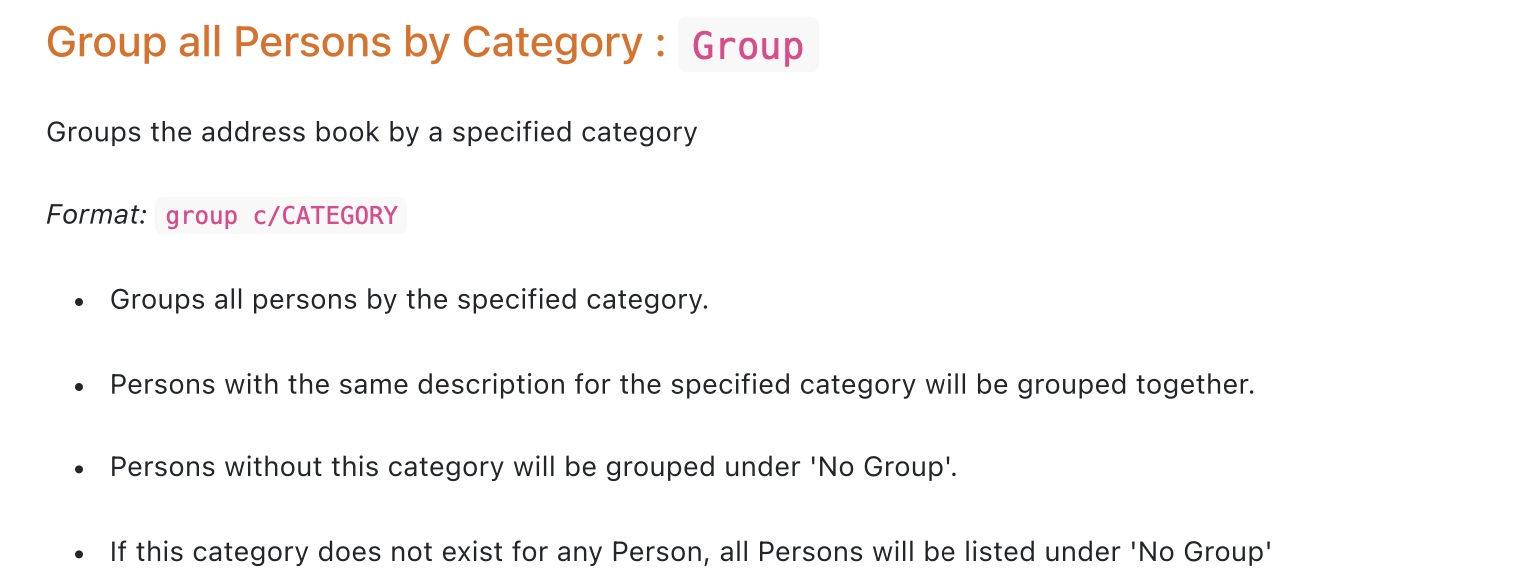 Group all Persons by Category : Group
Groups the address book by a specified category
Format: group c/CATEGORY
• Groups all persons by the specified category.
• Persons with the same description for the specified category will be grouped together.
• Persons without this category will be grouped under 'No Group'.
• If this category does not exist for any Person, all Persons will be listed under 'No Group'